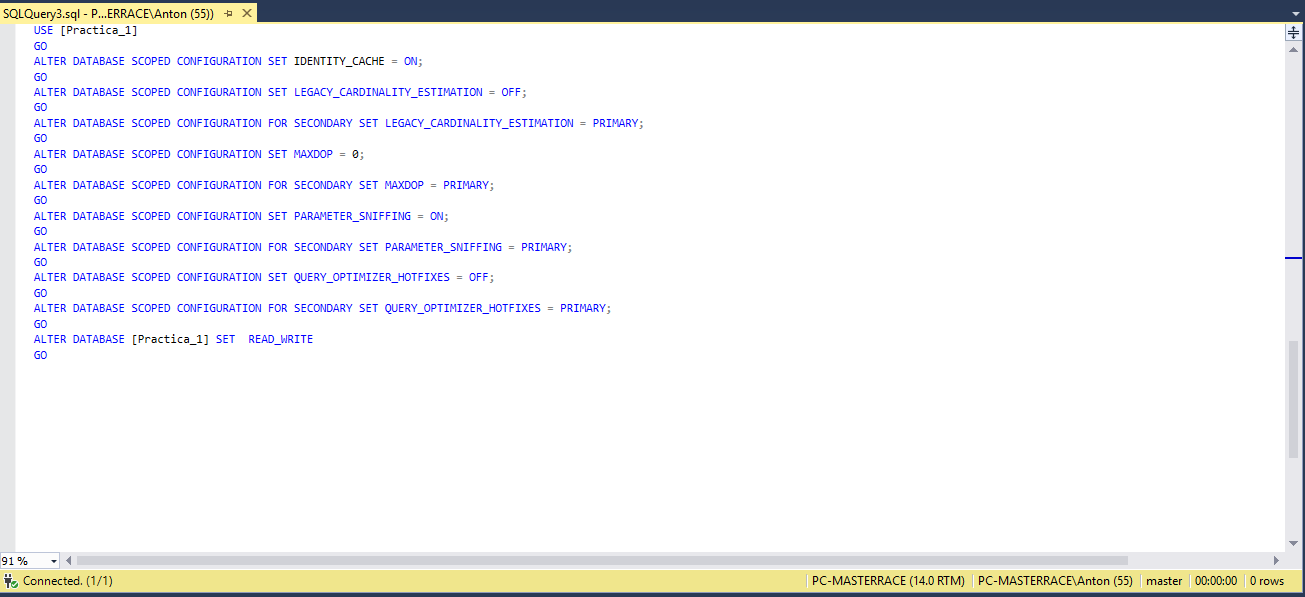 SQLQuery3.sql - P...ERRACE\Anton (55))
USE [Practica_1]
GO
ALTER DATABASE SCOPED CONFIGURATION SET IDENTITY_CACHE = ON;
GO
ALTER DATABASE SCOPED CONFIGURATION SET LEGACY_CARDINALITY_ESTIMATION = OFF;
GO
ALTER DATABASE SCOPED CONFIGURATION FOR SECONDARY SET LEGACY_CARDINALITY_ESTIMATION = PRIMARY;
GO
ALTER DATABASE SCOPED CONFIGURATION SET MAXDOP = 0;
GO
ALTER DATABASE SCOPED CONFIGURATION FOR SECONDARY SET MAXDOP = PRIMARY;
GO
ALTER DATABASE SCOPED CONFIGURATION SET PARAMETER_SNIFFING = ON;
GO
ALTER DATABASE SCOPED CONFIGURATION FOR SECONDARY SET PARAMETER_SNIFFING = PRIMARY;
GO
ALTER DATABASE SCOPED CONFIGURATION SET QUERY_OPTIMIZER_HOTFIXES = OFF;
GO
ALTER DATABASE SCOPED CONFIGURATION FOR SECONDARY SET QUERY_OPTIMIZER_HOTFIXES = PRIMARY;
GO
ALTER DATABASE [Practica_1] SET  READ_WRITE
GO
91 %
Connected. (1/1) PC-MASTERRACE (14.0 RTM) PC-MASTERRACE\Anton (55) master 00:00:00 0 rows